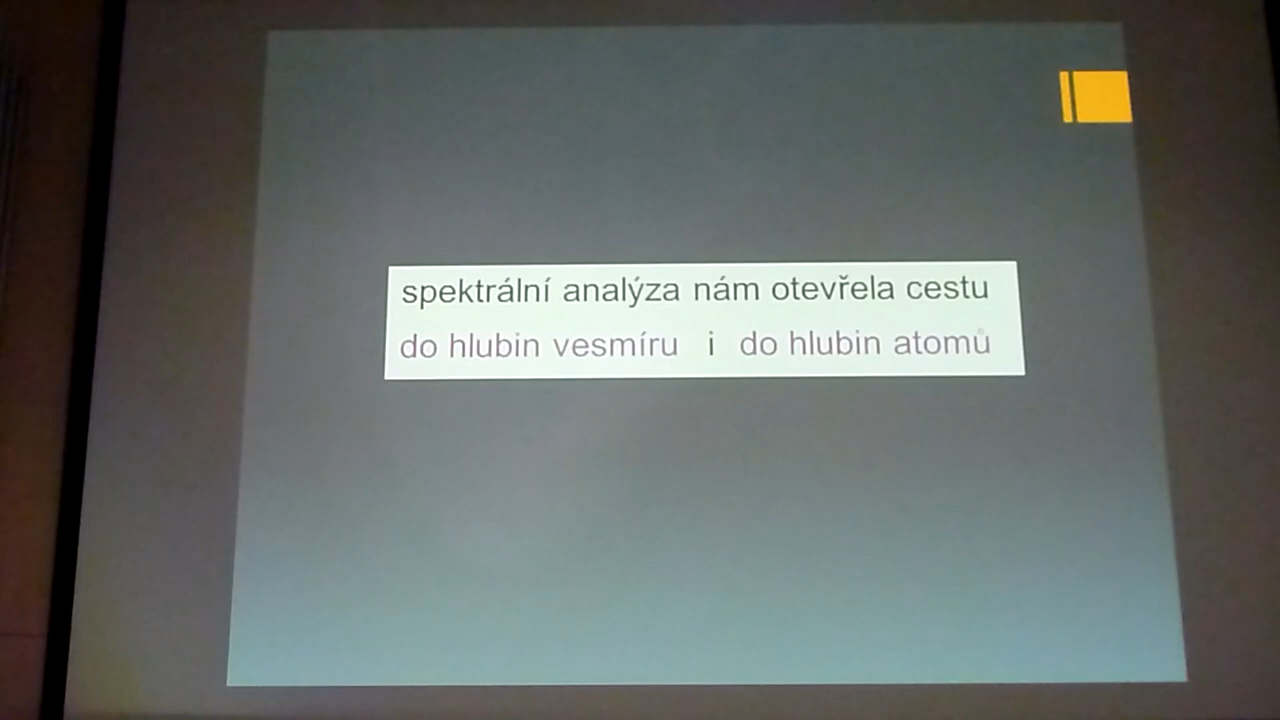 spektrální analýza nám otevřela cestu
do hlubin vesmíru i do hlubin atomů